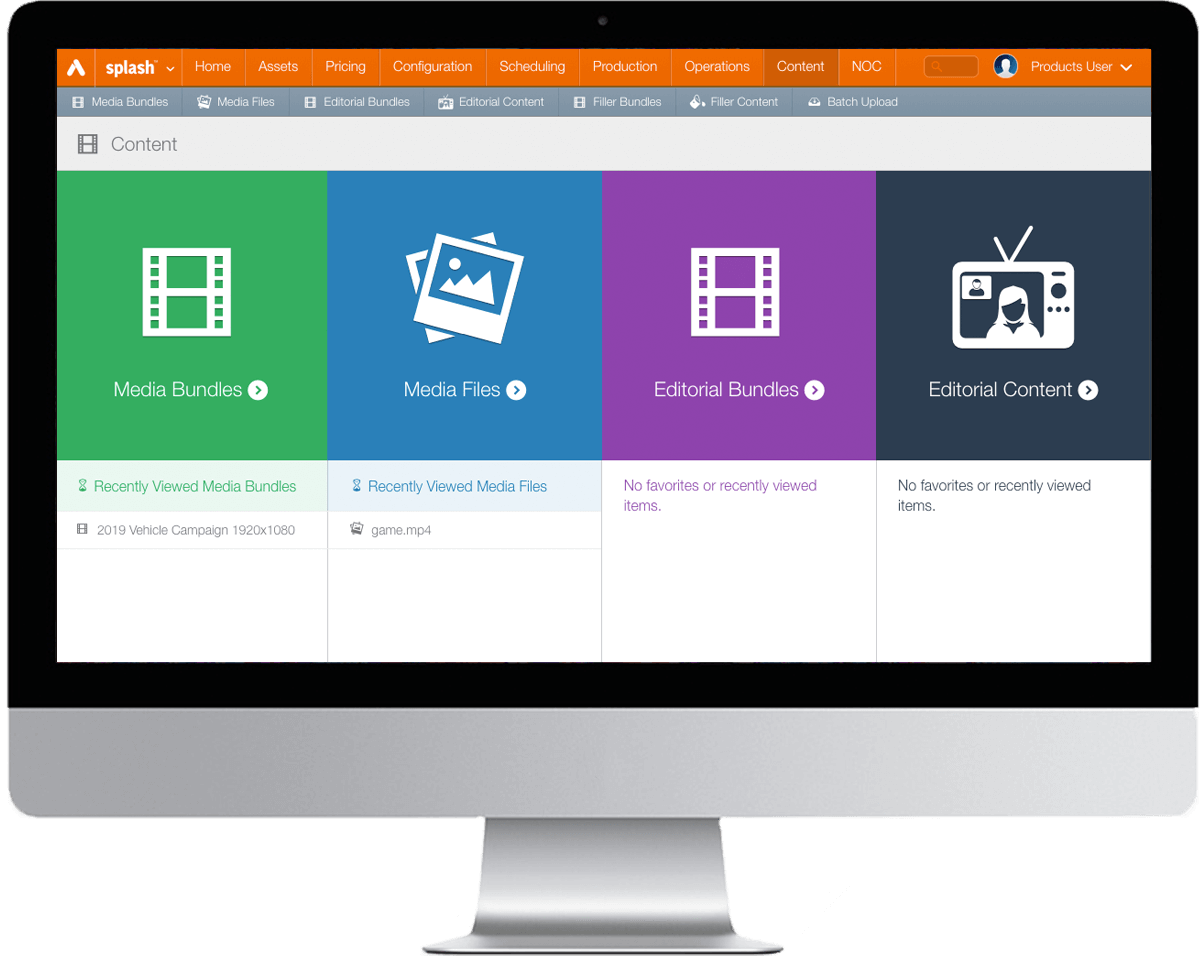 splash™ Home Assets Pricing Configuration Scheduling Production Operations Content NOC Products User
Media Bundles Media Files Editorial Bundles Editorial Content Filler Bundles Filler Content Batch Upload
Content
Media Bundles Media Files Editorial Bundles Editorial Content
Recently Viewed Media Bundles
2019 Vehicle Campaign 1920x1080
Recently Viewed Media Files
game.mp4
No favorites or recently viewed
items.
No favorites or recently viewed
items.